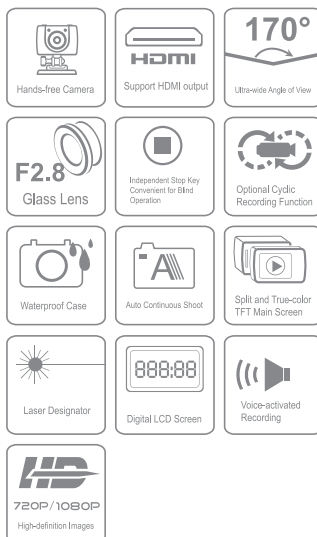 Hands-free Camera
HDMI
Support HDMI output
170°
Ultra-wide Angle of View
F2.8
Glass Lens
Independent Stop Key
Convenient for Blind
Operation
Optional Cyclic
Recording Function
Waterproof Case
A
Auto Continuous Shoot
Split and True-color
TFT Main Screen
Laser Designator
888:88
Digital LCD Screen
Voice-activated
Recording
HD
720P/1080P
High-definition Images